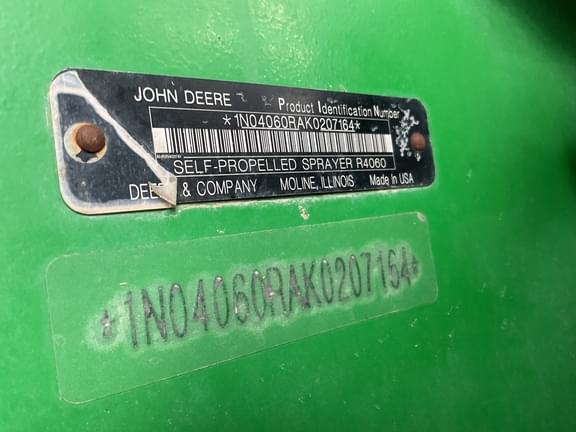 JOHN DEERE
Product Identification Number
*1N04060RAK0207164*
SELF-PROPELLED SPRAYER R4060
DEERE & COMPANY MOLINE, ILLINOIS Made in USA
*1N04060RAK0207164*